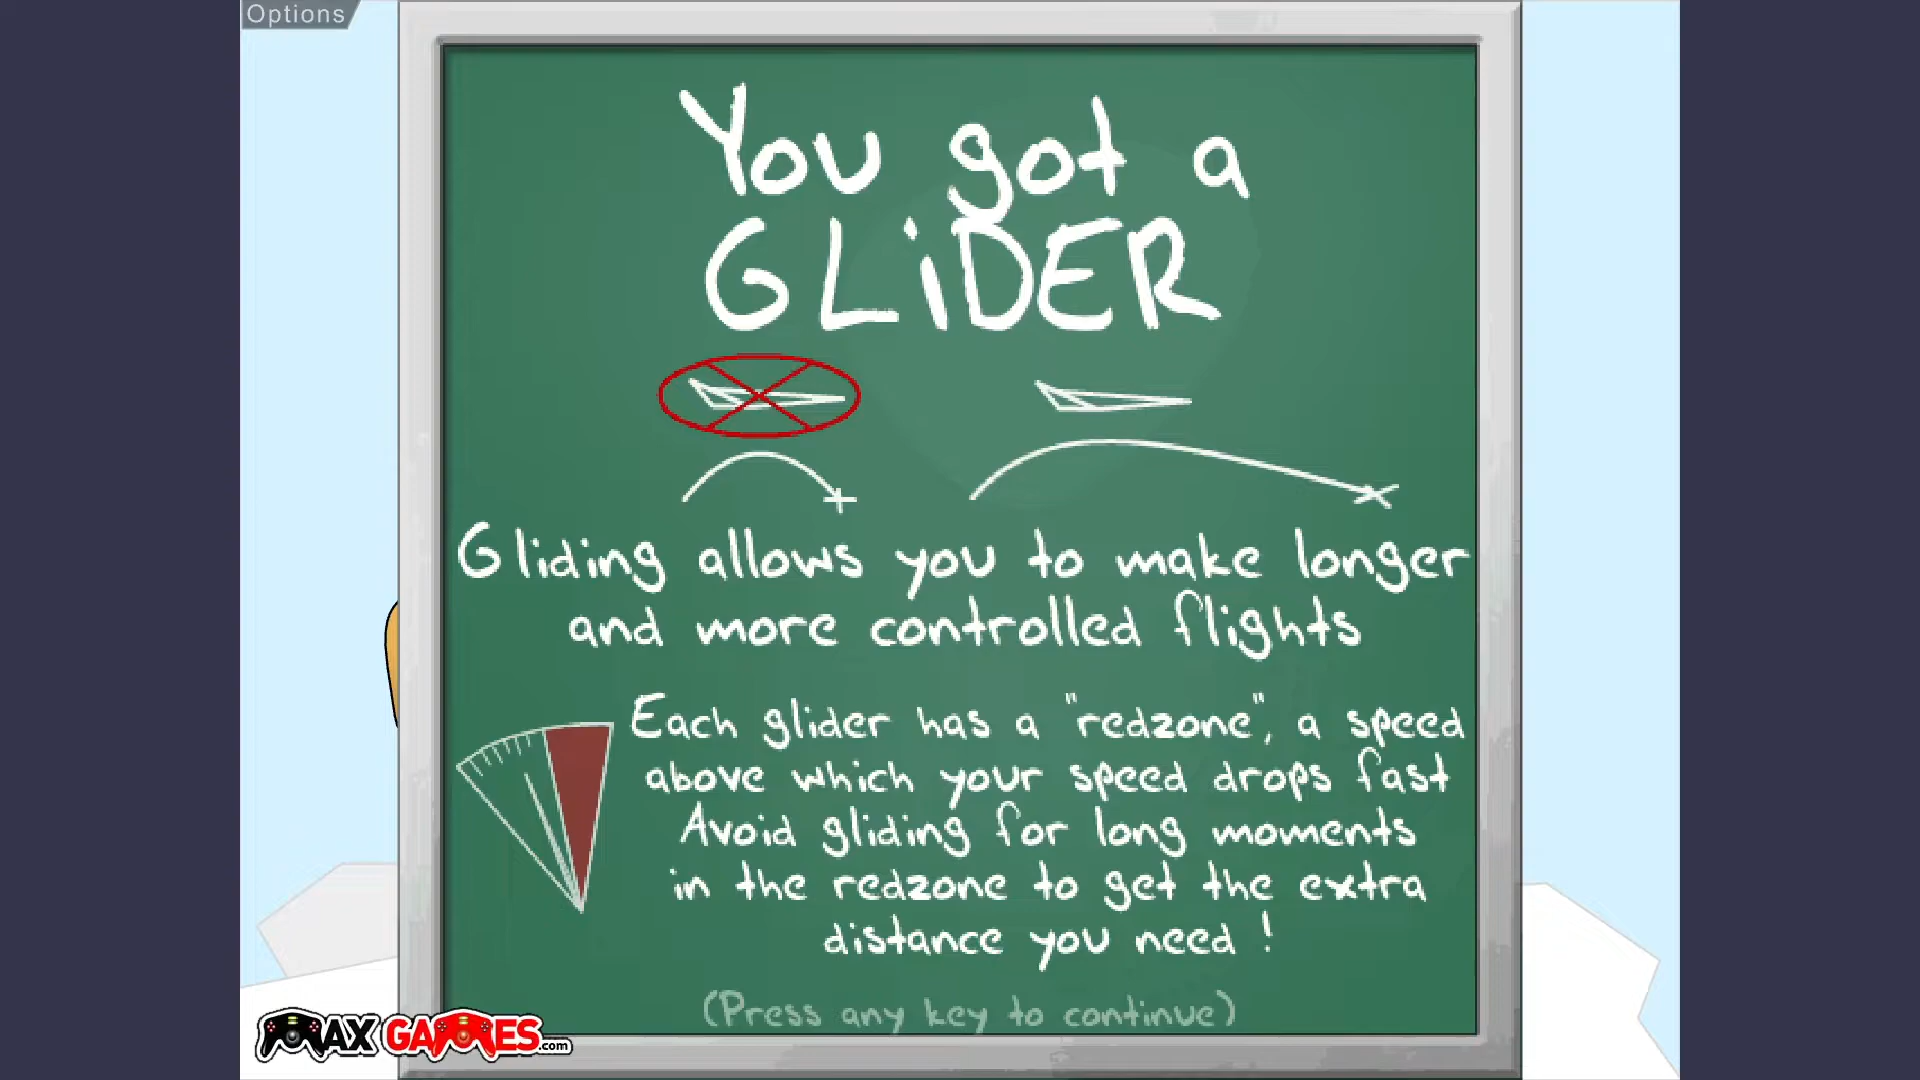 Options
You got a
GLiDER
Gliding allows you to make longer
and more controlled flights
Each glider has a "redzone", a speed
above which your speed drops fast
Avoid gliding for long moments
in the redzone to get the extra
distance you need !
(Press any key to continue)
MAX GAMES.com